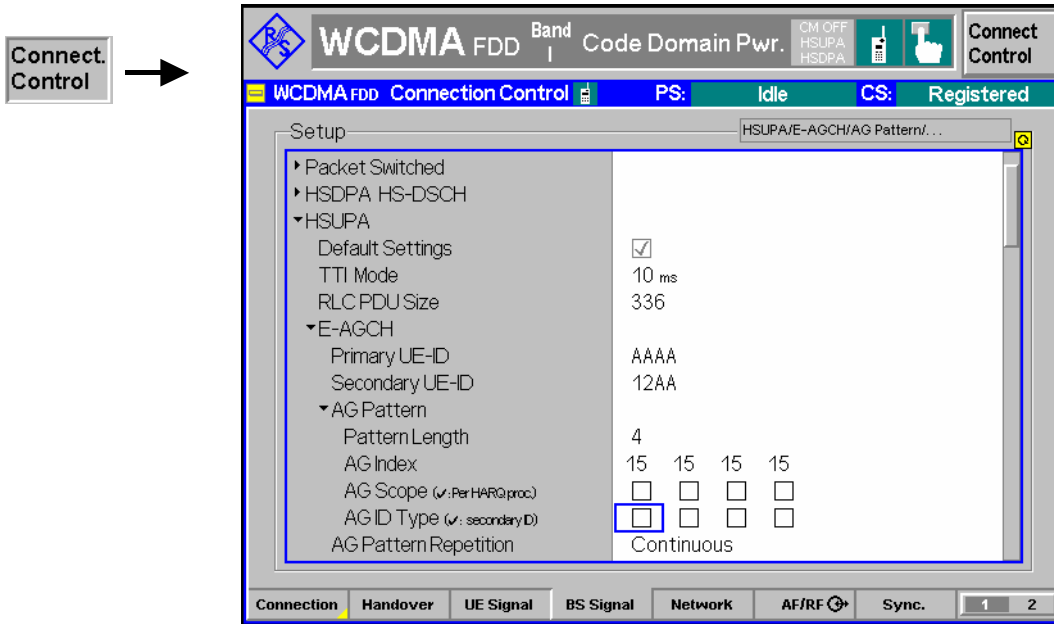 Connect.
Control
R S
WCDMA FDD Band I Code Domain Pwr.
CM OFF
HSUPA
HSDPA
Connect
Control
WCDMA FDD Connection Control PS: Idle CS: Registered
Setup HSUPA/E-AGCH/AG Pattern/...
Packet Switched
HSDPA HS-DSCH
HSUPA
Default Settings
TTI Mode 10 ms
RLC PDU Size 336
E-AGCH
Primary UE-ID AAAA
Secondary UE-ID 12AA
AG Pattern
Pattern Length 4
AG Index 15 15 15 15
AG Scope (✓:Per HARQ proc.)
AG ID Type (✓: secondary ID)
AG Pattern Repetition Continuous
Connection Handover UE Signal BS Signal Network AF/RF Sync. 1 2